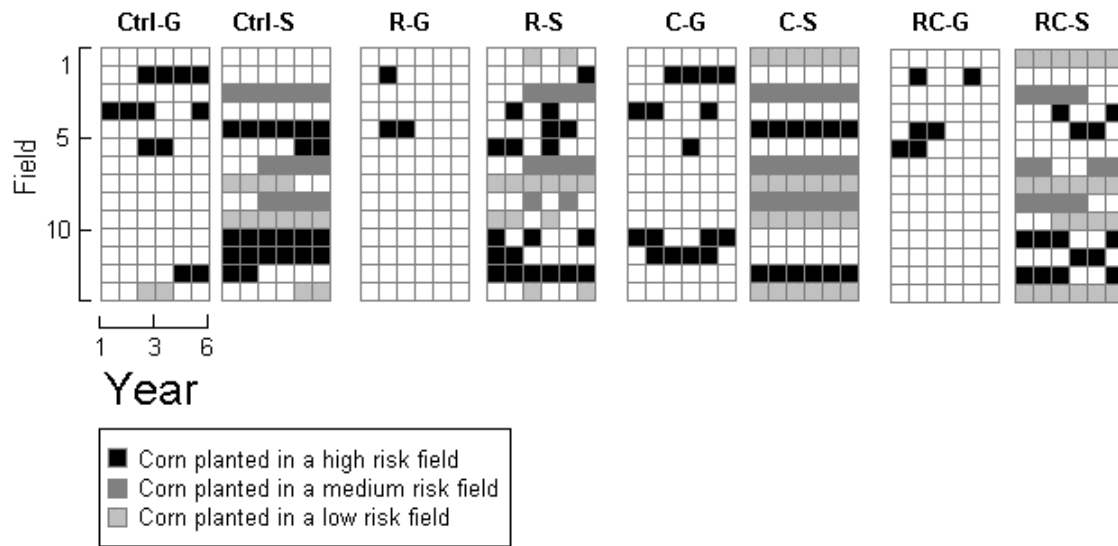 Ctrl-G Ctrl-S R-G R-S C-G C-S RC-G RC-S
1
5
10
Field
1 3 6
Year
Corn planted in a high risk field
Corn planted in a medium risk field
Corn planted in a low risk field